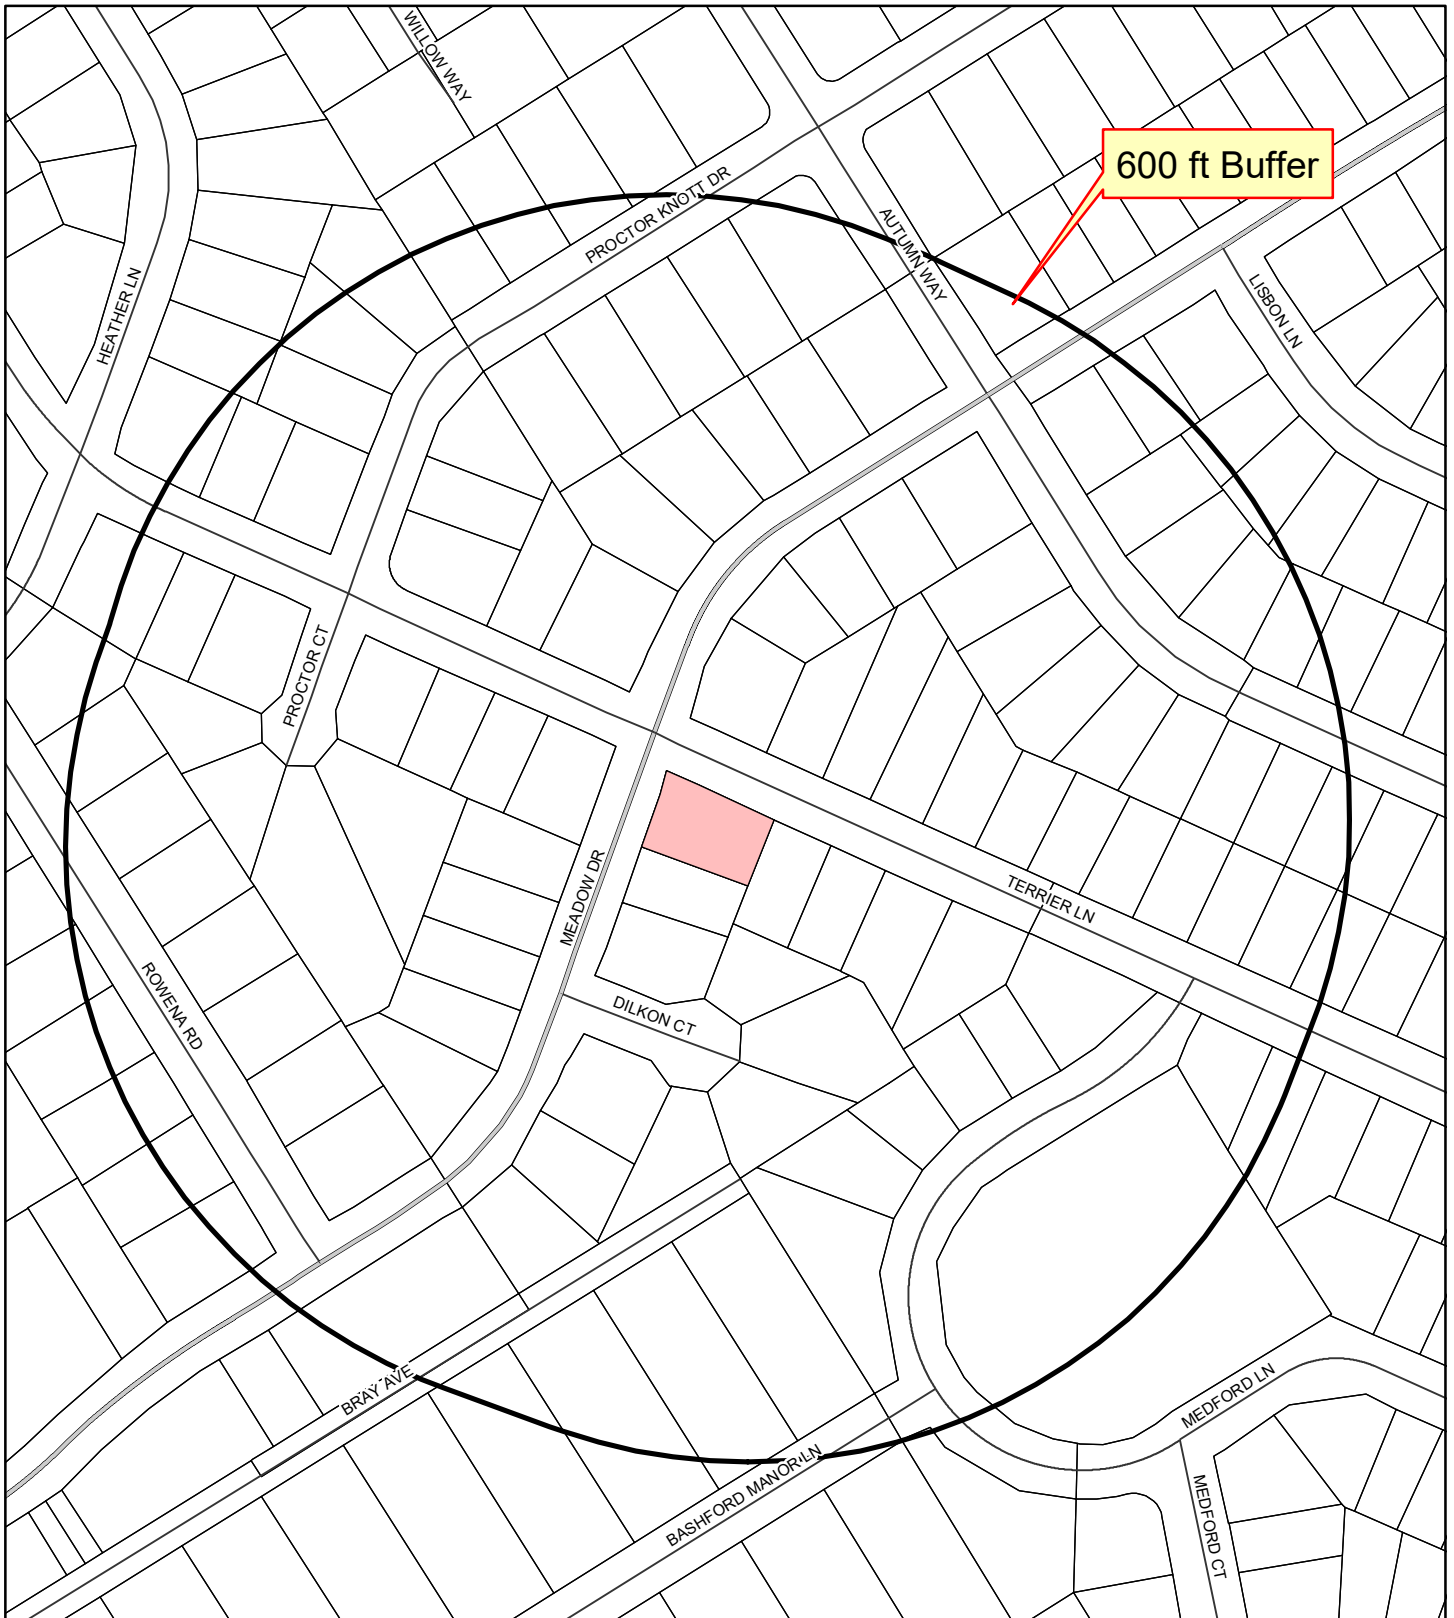 WILLOW WAY
600 ft Buffer
PROCTOR KNOTT DR
AUTUMN WAY
HEATHER LN
LISBON LN
PROCTOR CT
MEADOW DR
TERRIER LN
ROWENA RD
DILKON CT
BRAY AVE
MEDFORD LN
BASHFORD MANOR LN
MEDFORD CT